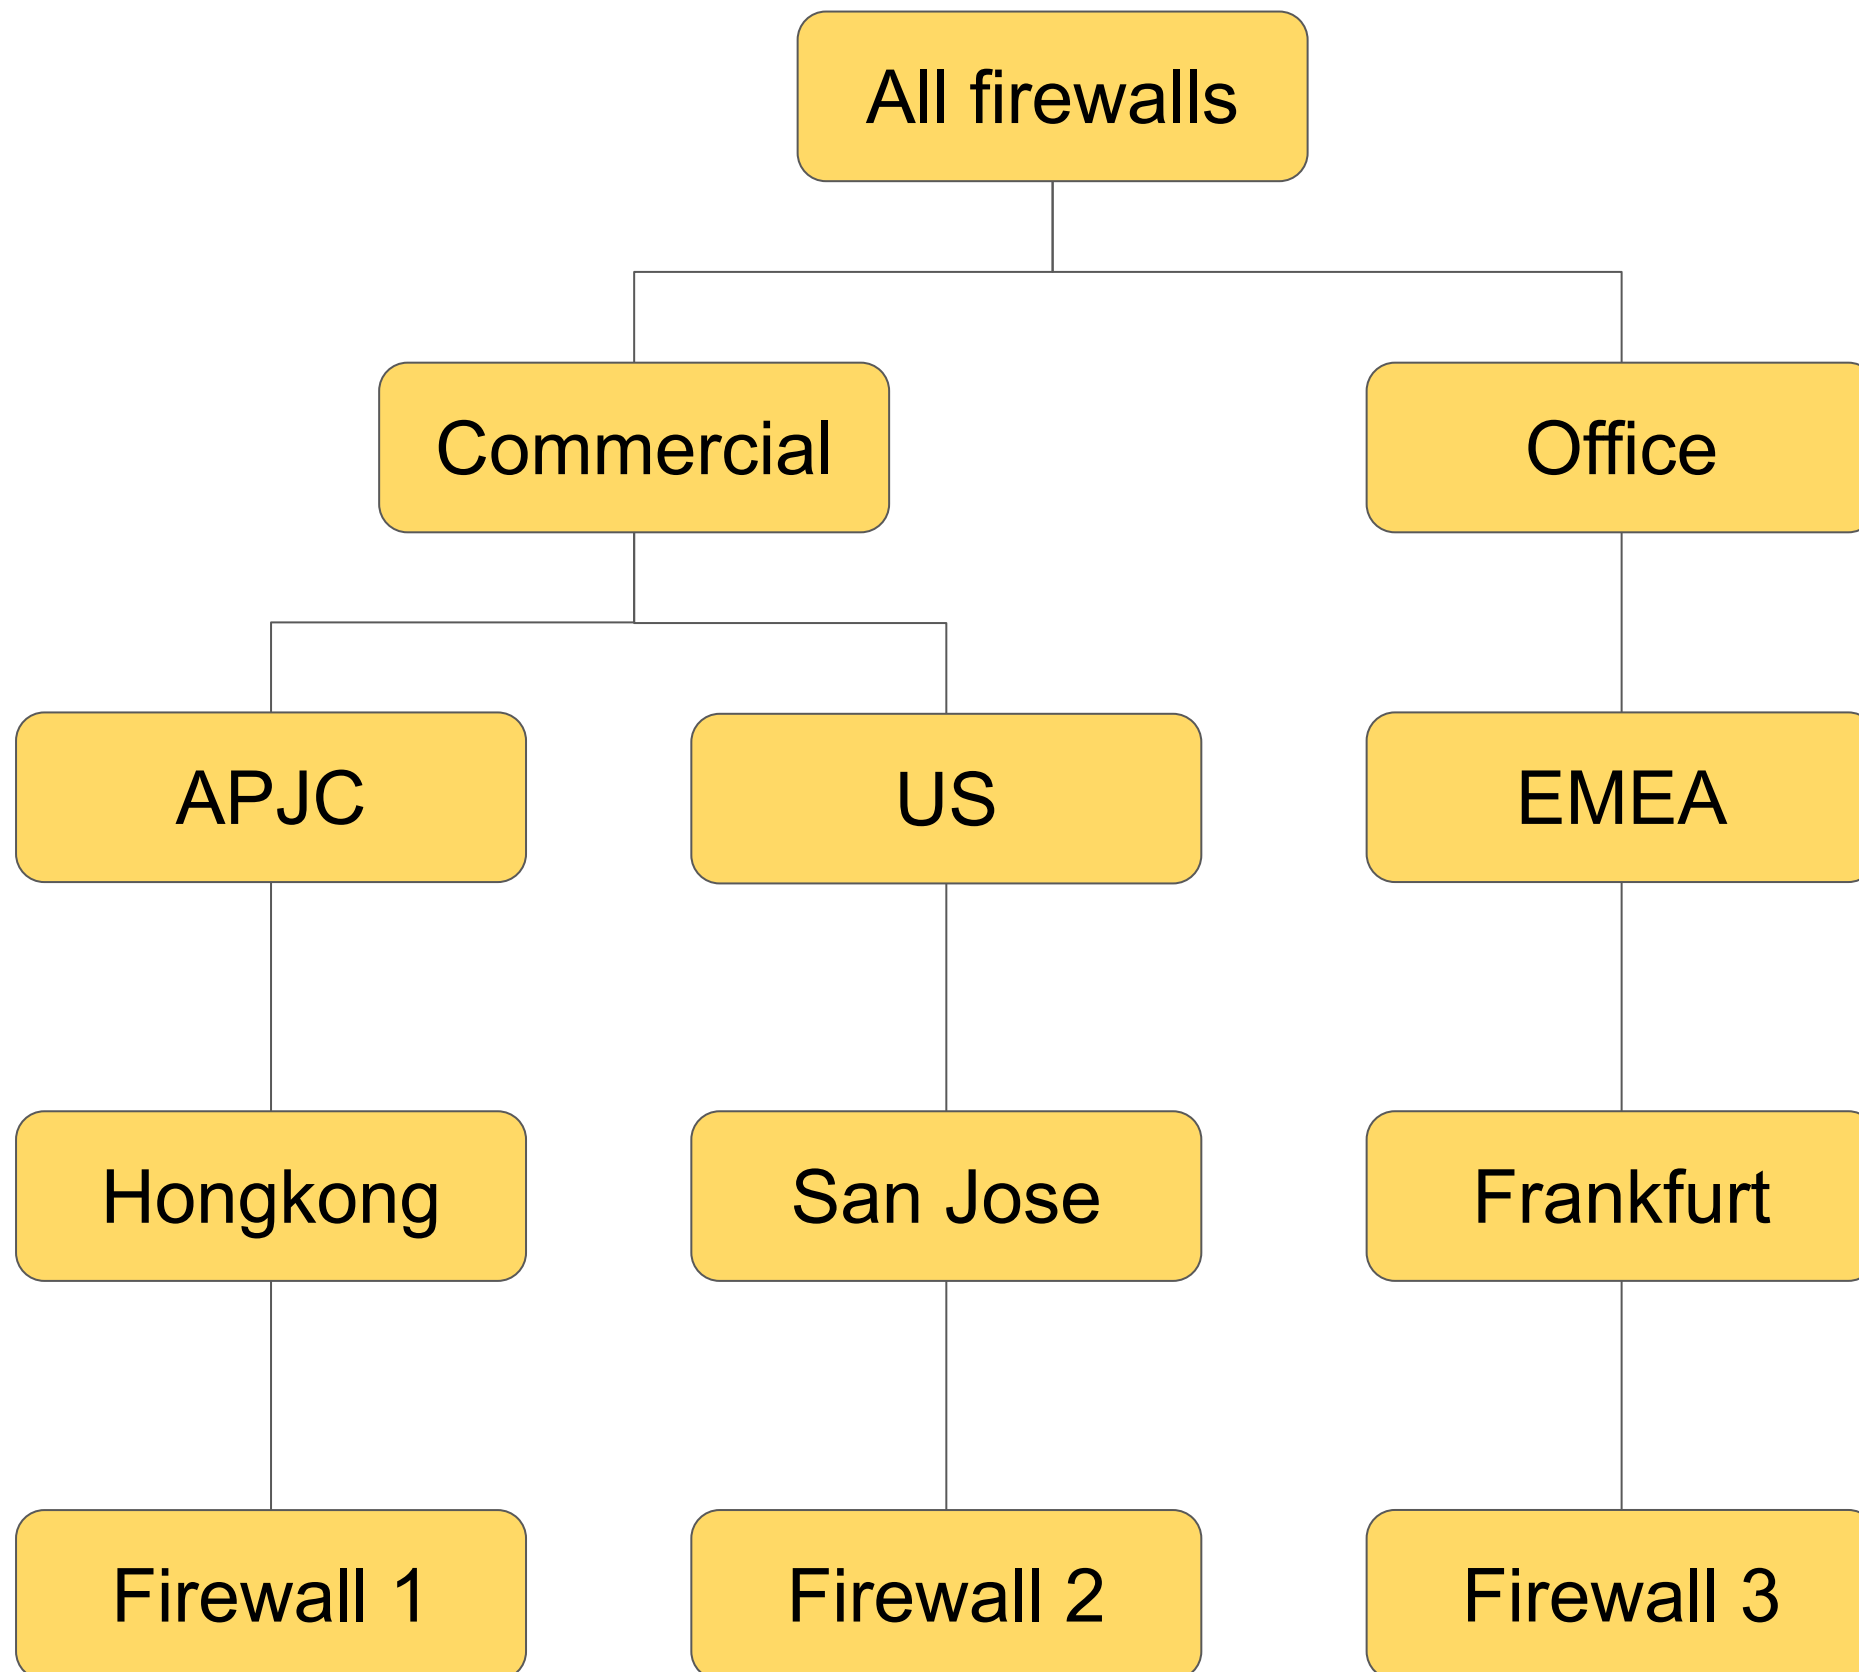 All firewalls
Commercial
Office
APJC
US
EMEA
Hongkong
San Jose
Frankfurt
Firewall 1
Firewall 2
Firewall 3